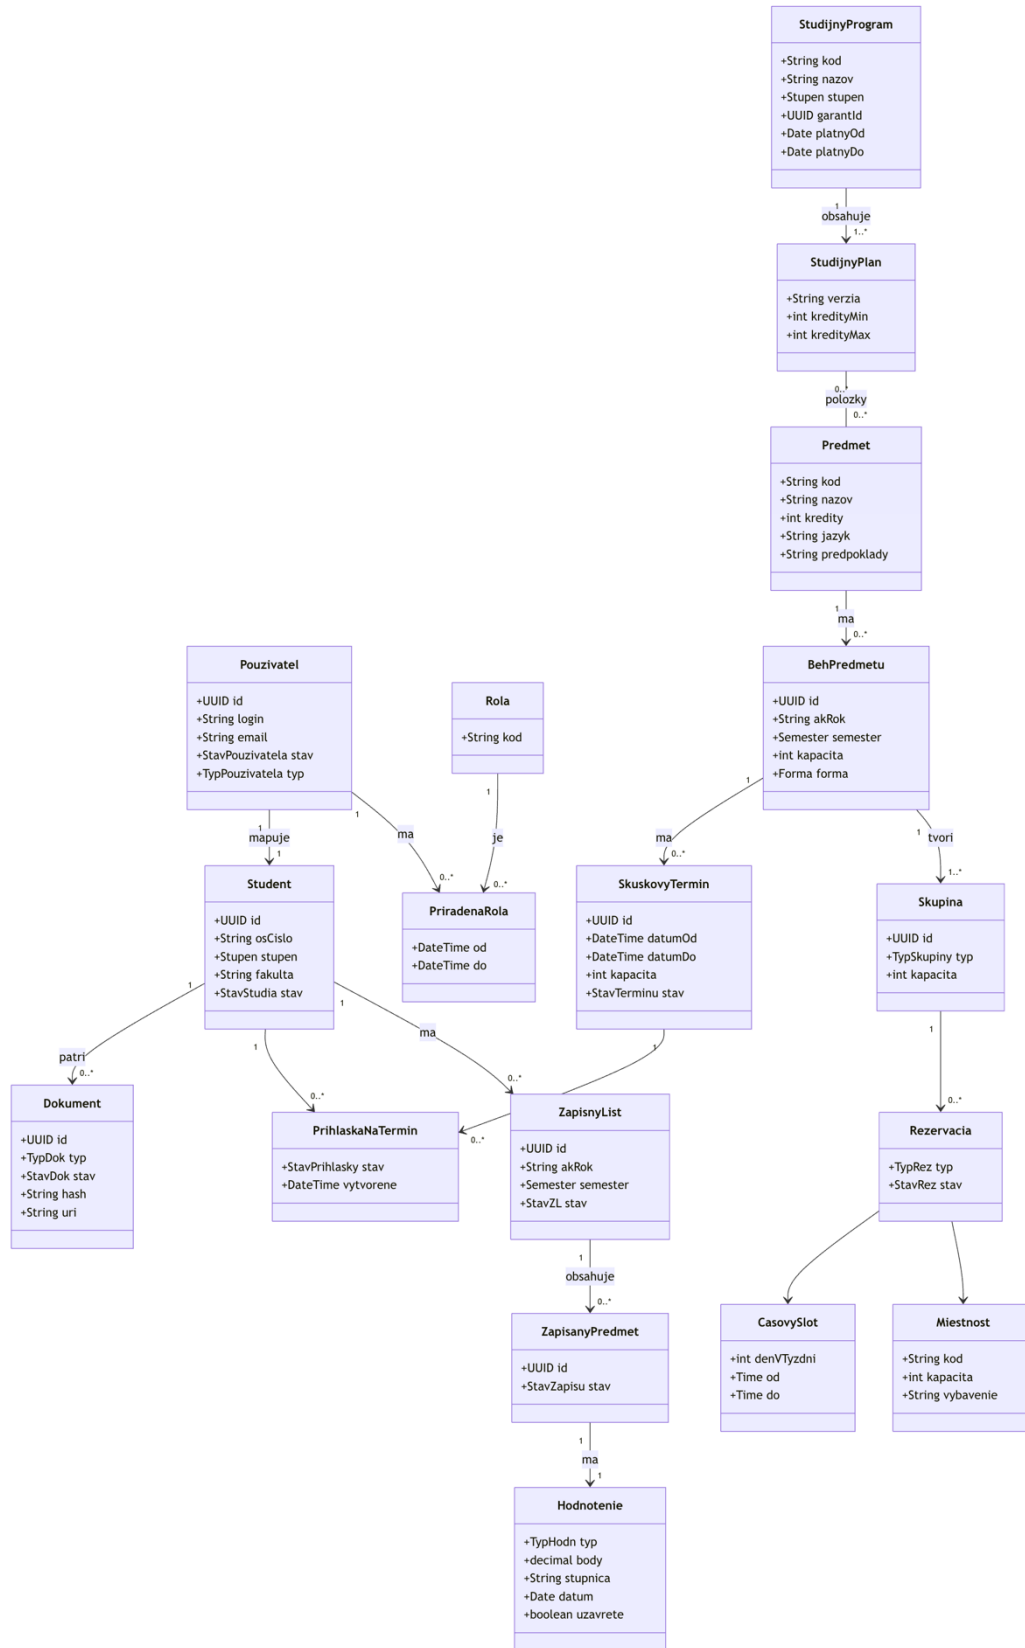 StudijnyProgram
+String kod
+String nazov
+Stupen stupen
+UUID garantId
+Date platnyOd
+Date platnyDo
1
obsahuje
1..*
StudijnyPlan
+String verzia
+int kredityMin
+int kredityMax
0..*
polozky
0..*
Predmet
+String kod
+String nazov
+int kredity
+String jazyk
+String predpoklady
1
ma
0..*
Pouzivatel
+UUID id
+String login
+String email
+StavPouzivatela stav
+TypPouzivatela typ
Rola
+String kod
BehPredmetu
+UUID id
+String akRok
+Semester semester
+int kapacita
+Forma forma
1
mapuje
1
1
ma
0..*
1
je
0..*
1
ma
0..*
1
tvori
1..*
Student
+UUID id
+String osCislo
+Stupen stupen
+String fakulta
+StavStudia stav
PriradenaRola
+DateTime od
+DateTime do
SkuskovyTermin
+UUID id
+DateTime datumOd
+DateTime datumDo
+int kapacita
+StavTerminu stav
Skupina
+UUID id
+TypSkupiny typ
+int kapacita
1
patri
0..*
1
0..*
1
ma
0..*
1
0..*
1
0..*
Dokument
+UUID id
+TypDok typ
+StavDok stav
+String hash
+String uri
PrihlaskaNaTermin
+StavPrihlasky stav
+DateTime vytvorene
ZapisnyList
+UUID id
+String akRok
+Semester semester
+StavZL stav
Rezervacia
+TypRez typ
+StavRez stav
1
obsahuje
0..*
ZapisanyPredmet
+UUID id
+StavZapisu stav
CasovySlot
+int denVTyzdni
+Time od
+Time do
Miestnost
+String kod
+int kapacita
+String vybavenie
1
ma
1
Hodnotenie
+TypHodn typ
+decimal body
+String stupnica
+Date datum
+boolean uzavrete